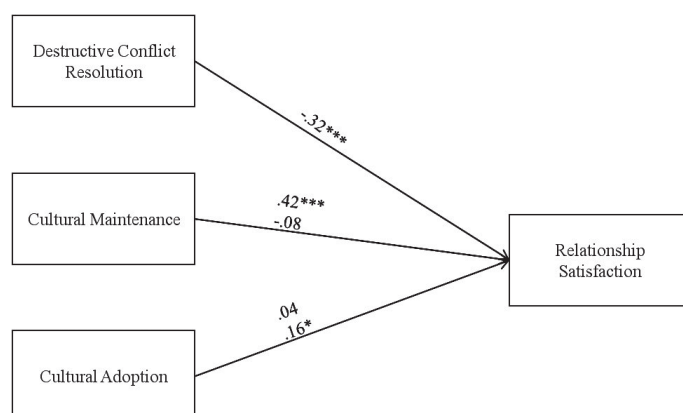 Destructive Conflict
Resolution
-.32***
Cultural Maintenance
.42***
-.08
Relationship
Satisfaction
.04
.16*
Cultural Adoption